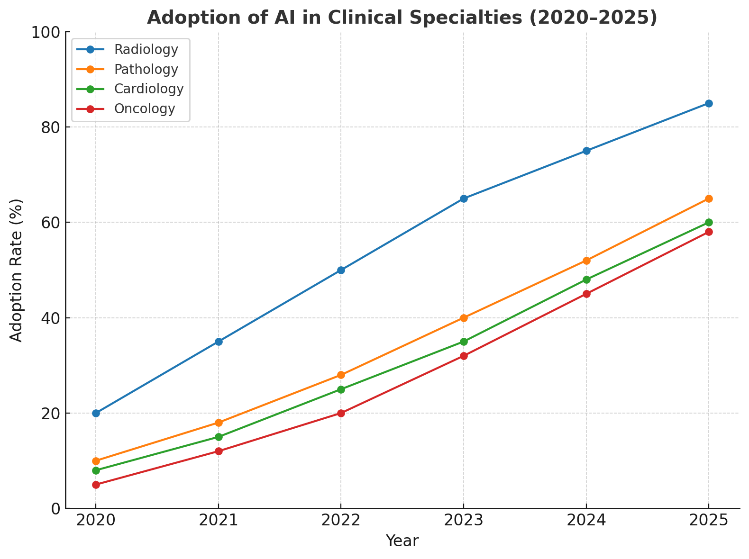 Adoption of AI in Clinical Specialties (2020–2025)
Radiology
Pathology
Cardiology
Oncology
Adoption Rate (%)
100
80
60
40
20
0
2020 2021 2022 2023 2024 2025
Year